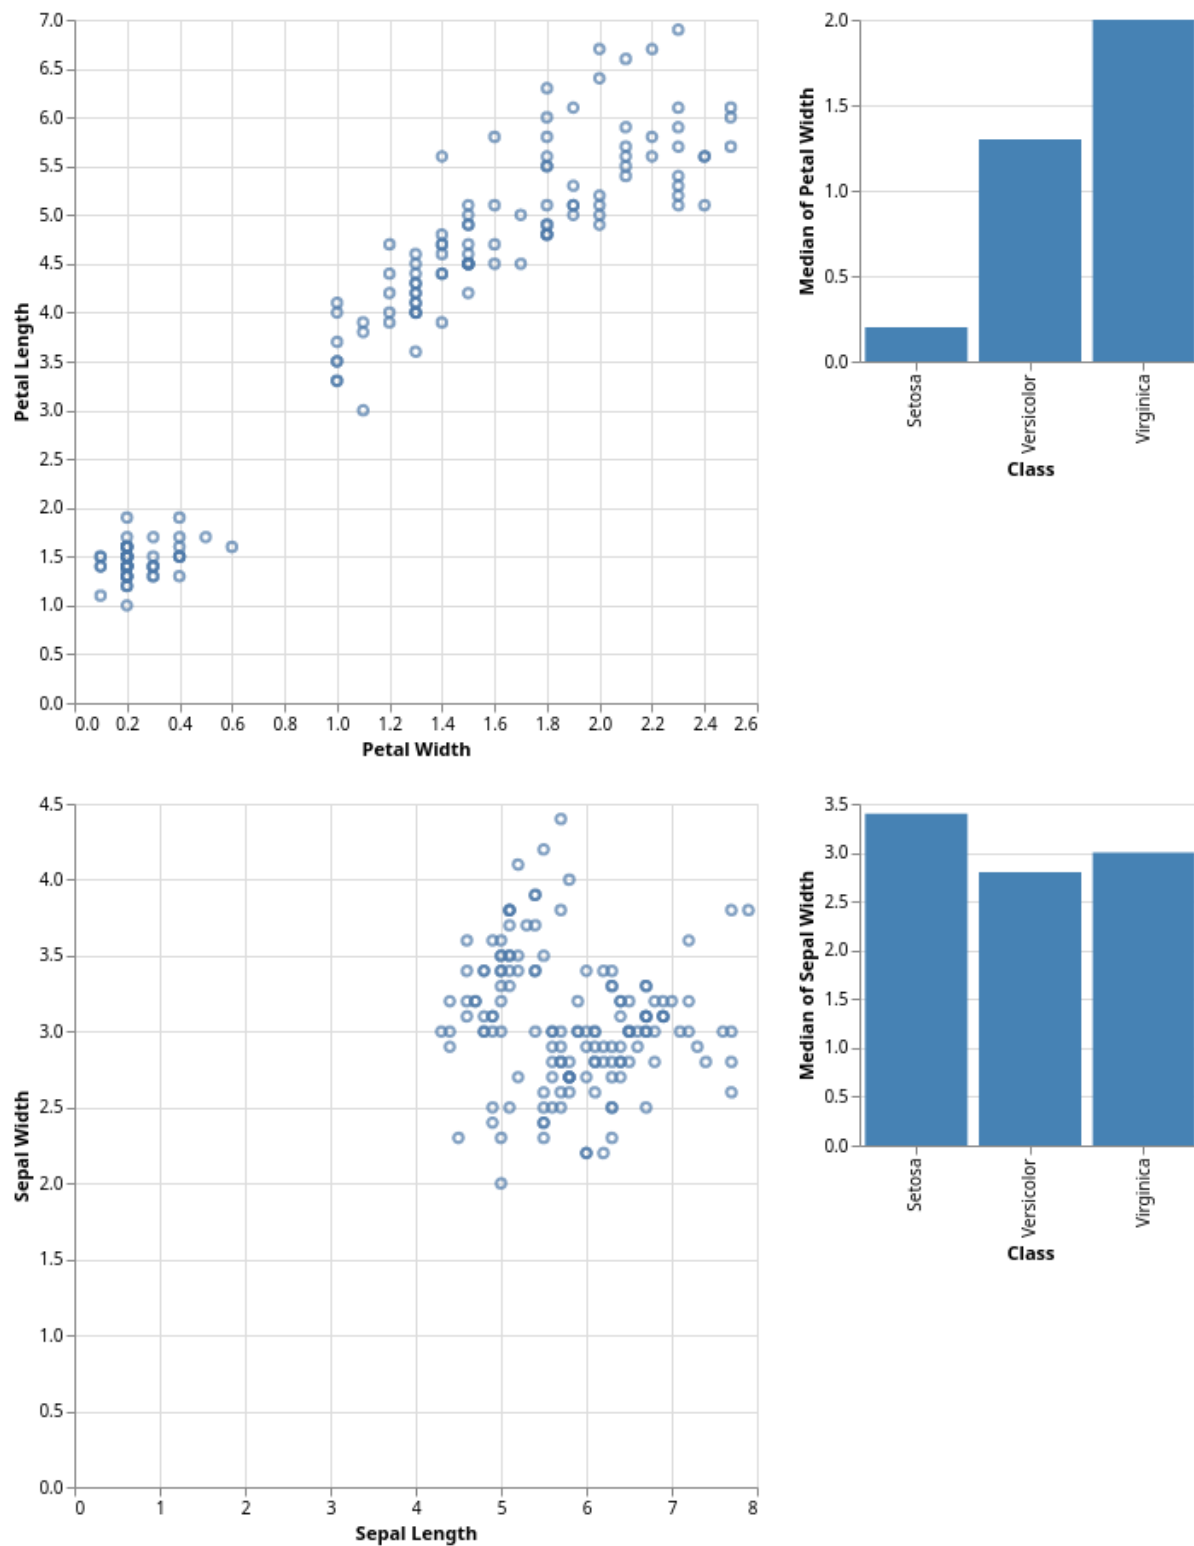 7.0
6.5
6.0
5.5
5.0
4.5
4.0
3.5
3.0
2.5
2.0
1.5
1.0
0.5
0.0
Petal Length
0.0 0.2 0.4 0.6 0.8 1.0 1.2 1.4 1.6 1.8 2.0 2.2 2.4 2.6
Petal Width
2.0
1.5
1.0
0.5
0.0
Median of Petal Width
Setosa
Versicolor
Virginica
Class
4.5
4.0
3.5
3.0
2.5
2.0
1.5
1.0
0.5
0.0
Sepal Width
0 1 2 3 4 5 6 7 8
Sepal Length
3.5
3.0
2.5
2.0
1.5
1.0
0.5
0.0
Median of Sepal Width
Setosa
Versicolor
Virginica
Class